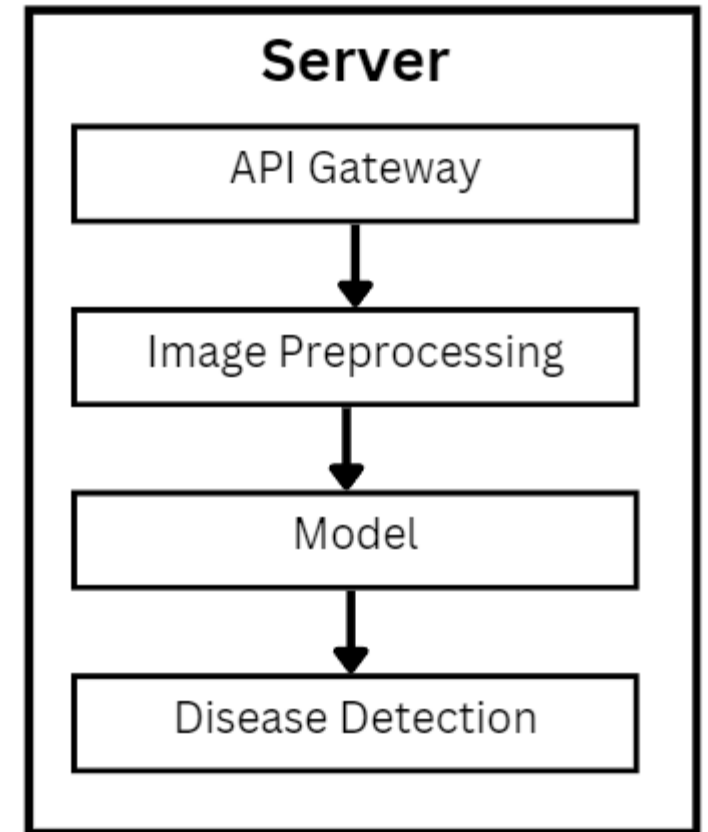 Server
API Gateway
Image Preprocessing
Model
Disease Detection